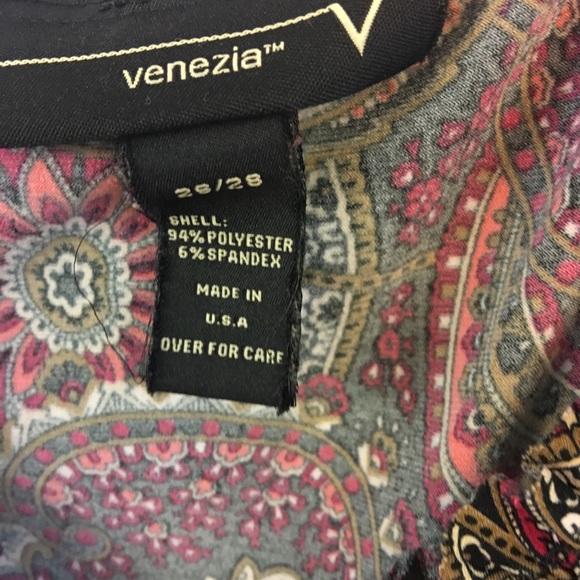 venezia™
26/28
SHELL:
94%POLYESTER
6%SPANDEX
MADE IN
U.S.A
OVER FOR CARE